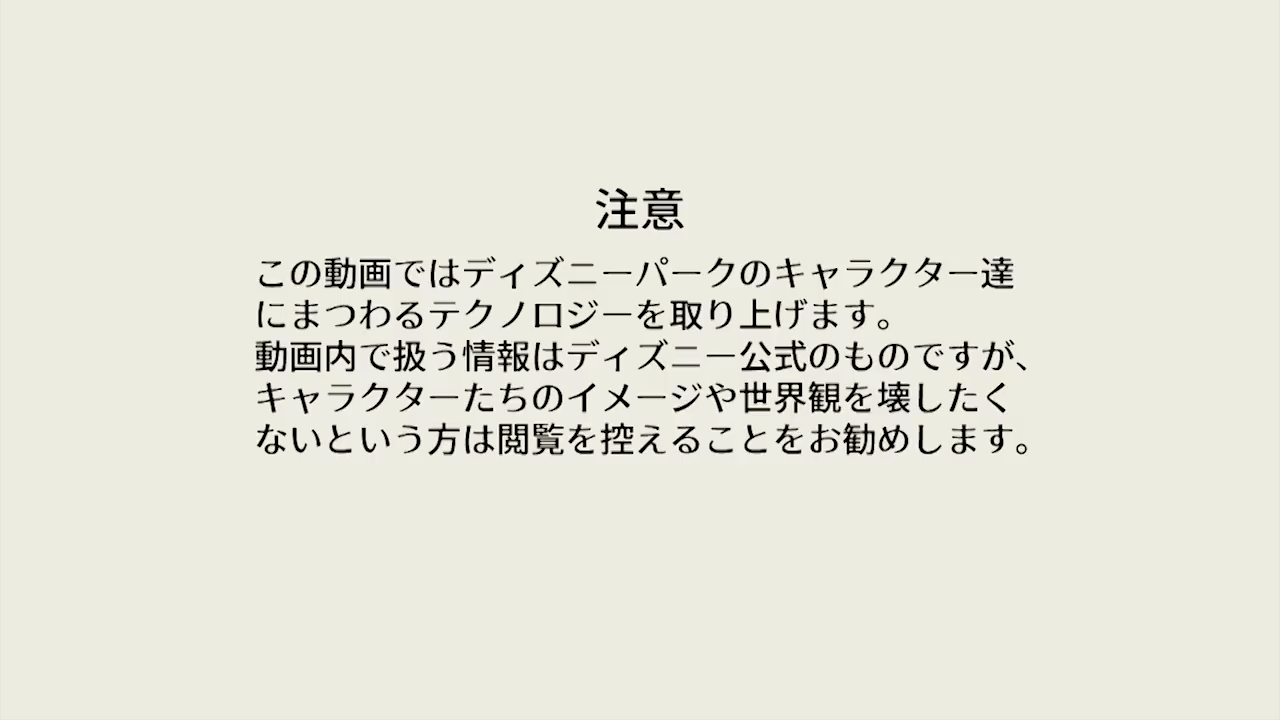 注意
この動画ではディズニーパークのキャラクター達
にまつわるテクノロジーを取り上げます。
動画内で扱う情報はディズニー公式のものですが、
キャラクターたちのイメージや世界観を壊したく
ないという方は閲覧を控えることをお勧めします。